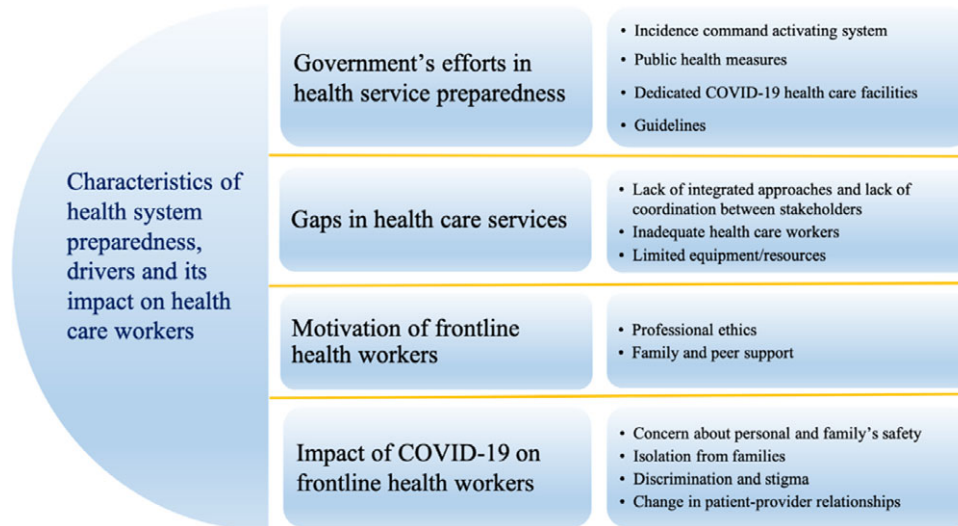 Characteristics of
health system
preparedness,
drivers and its
impact on health
care workers
Government's efforts in
health service preparedness
• Incidence command activating system
• Public health measures
• Dedicated COVID-19 health care facilities
• Guidelines
Gaps in health care services
• Lack of integrated approaches and lack of
coordination between stakeholders
• Inadequate health care workers
• Limited equipment/resources
Motivation of frontline
health workers
• Professional ethics
• Family and peer support
Impact of COVID-19 on
frontline health workers
• Concern about personal and family's safety
• Isolation from families
• Discrimination and stigma
• Change in patient-provider relationships